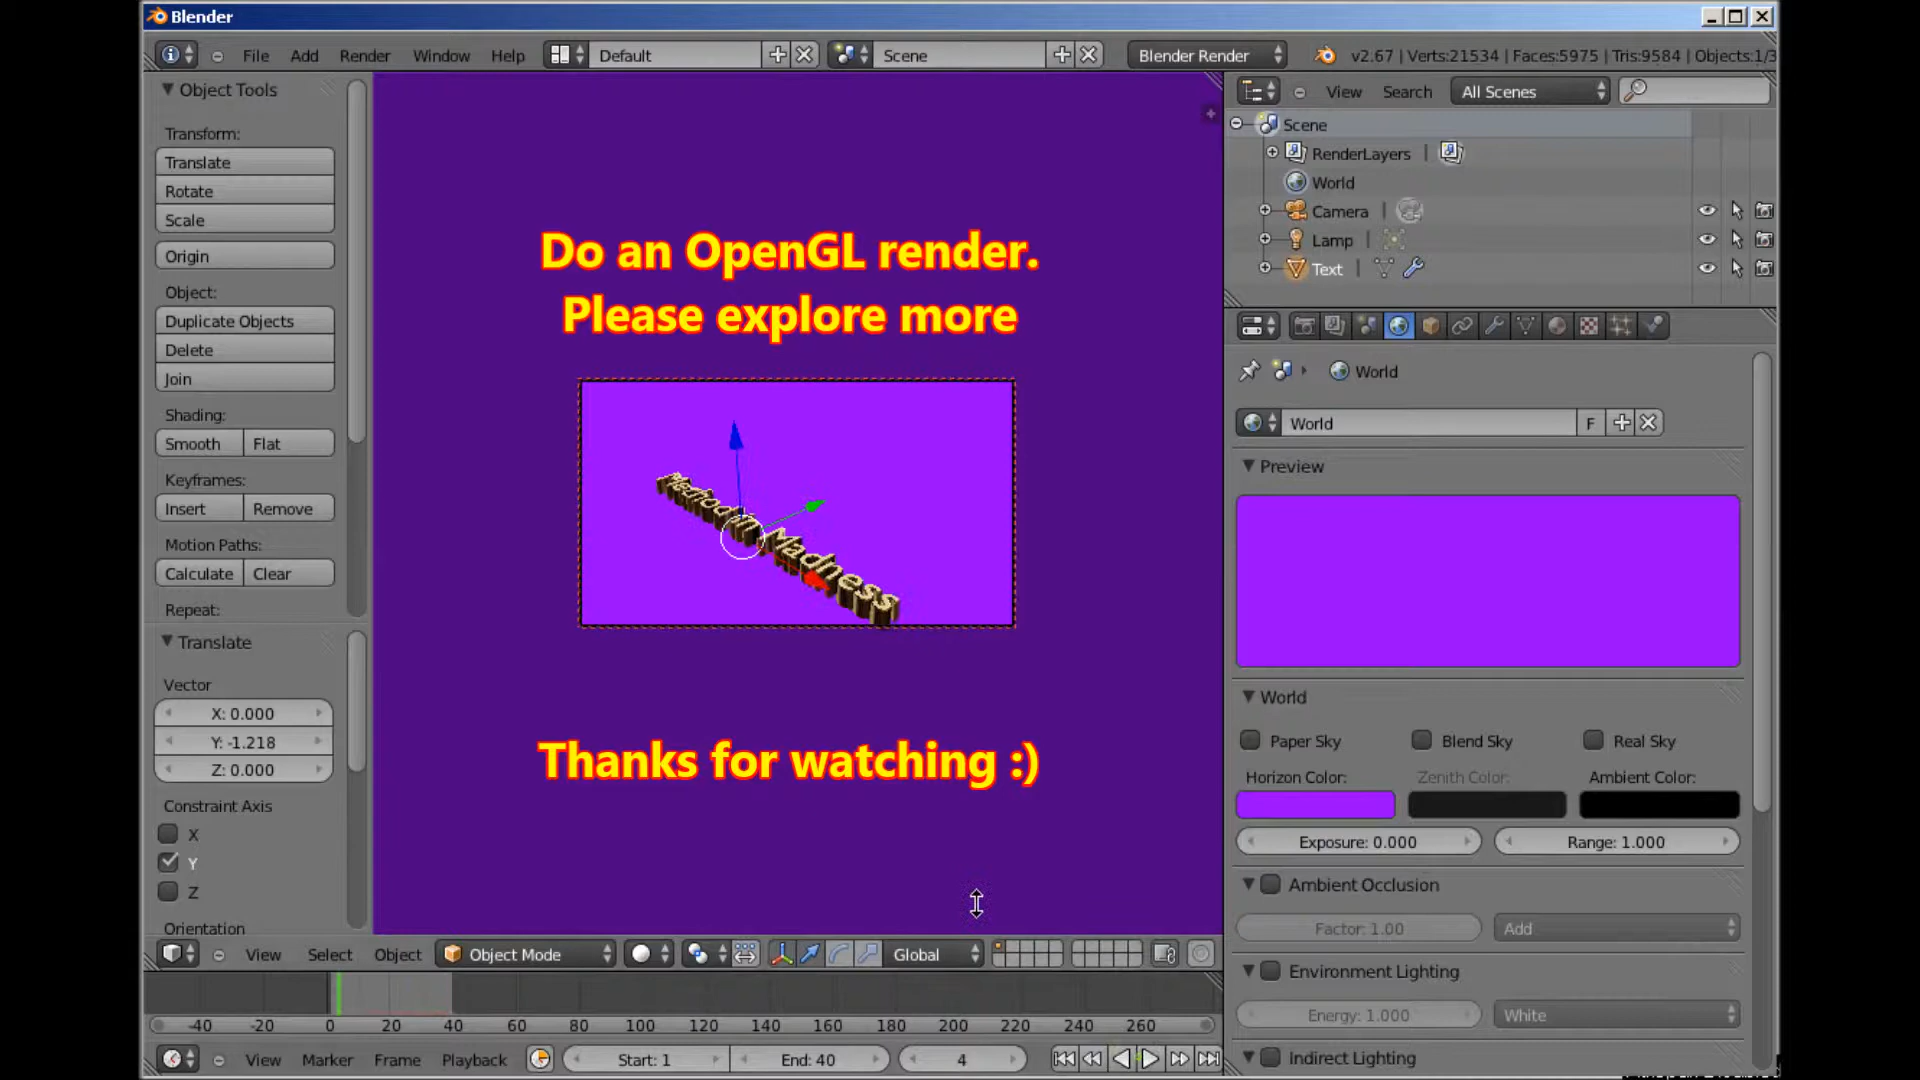 Blender
File Add Render Window Help Default Scene Blender Render v2.67 | Verts:21534 | Faces:5975 | Tris:9584 | Objects:1/3
Object Tools
Transform:
Translate
Rotate
Scale
Origin
Object:
Duplicate Objects
Delete
Join
Shading:
Smooth Flat
Keyframes:
Insert Remove
Motion Paths:
Calculate Clear
Repeat:
Translate
Vector
X: 0.000
Y: -1.218
Z: 0.000
Constraint Axis
X
Y
Z
Orientation
Do an OpenGL render.
Please explore more
Madness
Thanks for watching :)
View Select Object Object Mode Global
-40 -20 0 20 40 60 80 100 120 140 160 180 200 220 240 260
View Marker Frame Playback Start: 1 End: 40 4
View Search All Scenes
Scene
RenderLayers
World
Camera
Lamp
Text
World
World F
Preview
World
Paper Sky Blend Sky Real Sky
Horizon Color: Zenith Color: Ambient Color:
Exposure: 0.000 Range: 1.000
Ambient Occlusion
Factor: 1.00 Add
Environment Lighting
Energy: 1.000 White
Indirect Lighting